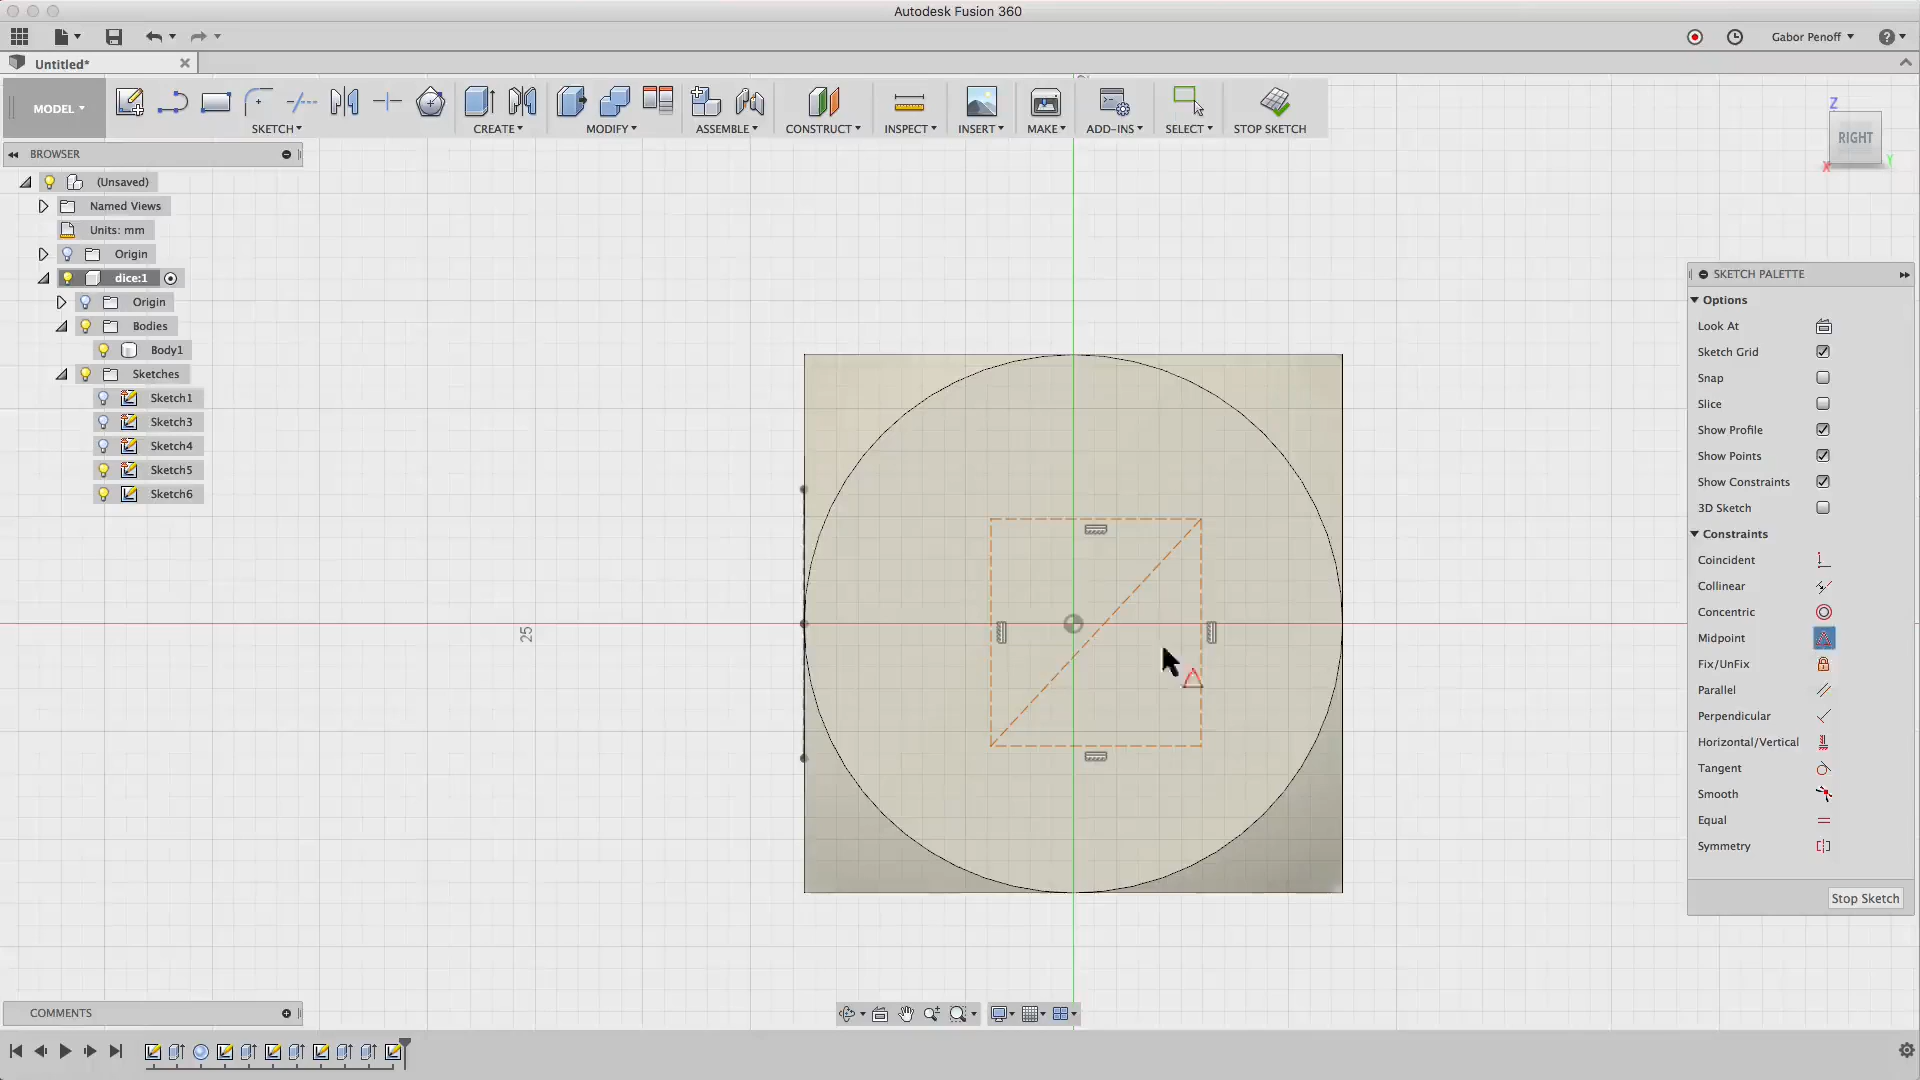 Autodesk Fusion 360
Gabor Penoff
Untitled*
MODEL
SKETCH
CREATE
MODIFY
ASSEMBLE
CONSTRUCT
INSPECT
INSERT
MAKE
ADD-INS
SELECT
STOP SKETCH
Z
RIGHT
X
Y
BROWSER
(Unsaved)
Named Views
Units: mm
Origin
dice:1
Origin
Bodies
Body1
Sketches
Sketch1
Sketch3
Sketch4
Sketch5
Sketch6
25
SKETCH PALETTE
Options
Look At
Sketch Grid
Snap
Slice
Show Profile
Show Points
Show Constraints
3D Sketch
Constraints
Coincident
Collinear
Concentric
Midpoint
Fix/UnFix
Parallel
Perpendicular
Horizontal/Vertical
Tangent
Smooth
Equal
Symmetry
Stop Sketch
COMMENTS